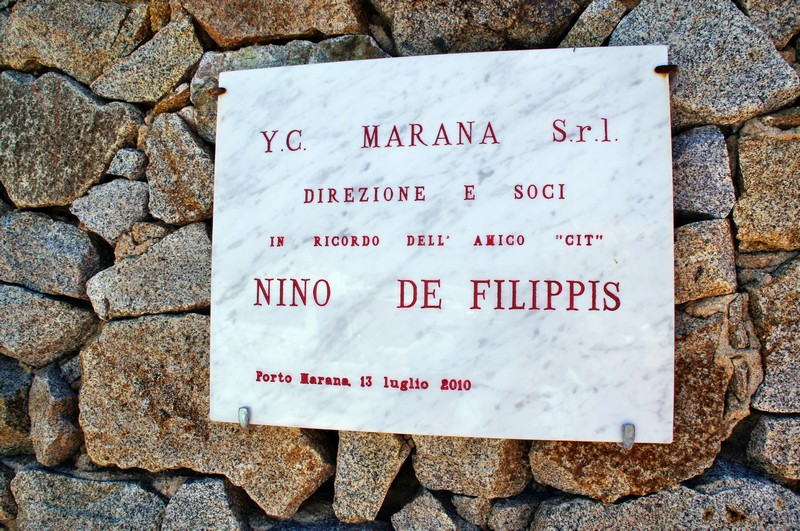 Y.C. MARANA S.r.l.
DIREZIONE E SOCI
IN RICORDO DELL' AMICO "CIT"
NINO DE FILIPPIS
Porto Marana, 13 luglio 2010